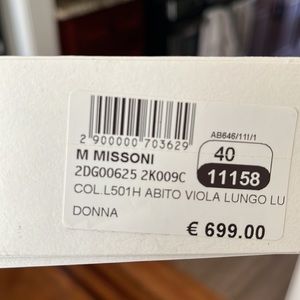 AB646/11I/1
2 900000 703629
M MISSONI
40
2DG00625 2K009C
11158
COL.L501H ABITO VIOLA LUNGO LU
DONNA
€ 699.00